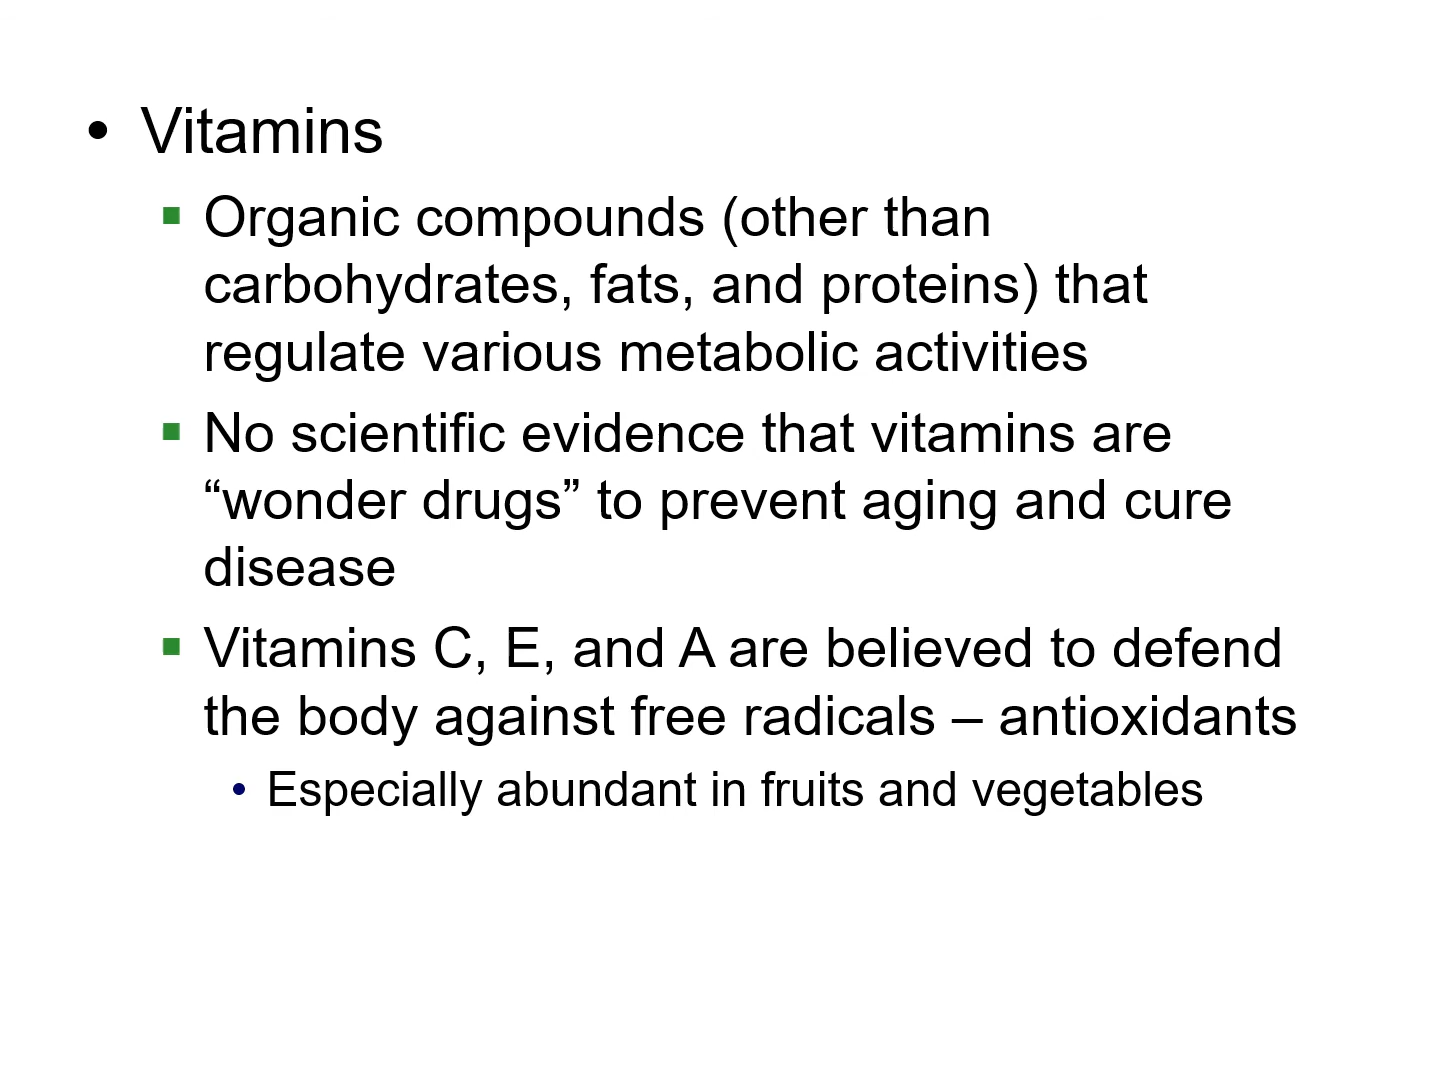 • Vitamins
▪ Organic compounds (other than
carbohydrates, fats, and proteins) that
regulate various metabolic activities
▪ No scientific evidence that vitamins are
“wonder drugs” to prevent aging and cure
disease
▪ Vitamins C, E, and A are believed to defend
the body against free radicals – antioxidants
• Especially abundant in fruits and vegetables